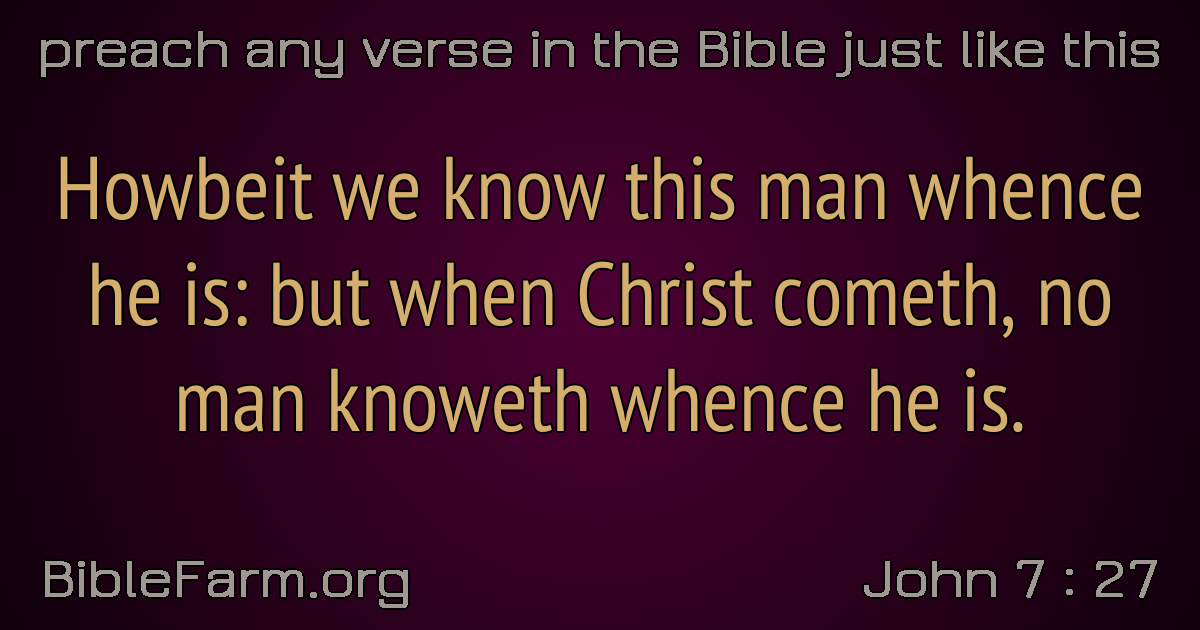 preach any verse in the Bible just like this
Howbeit we know this man whence
he is: but when Christ cometh, no
man knoweth whence he is.
BibleFarm.org
John 7 : 27